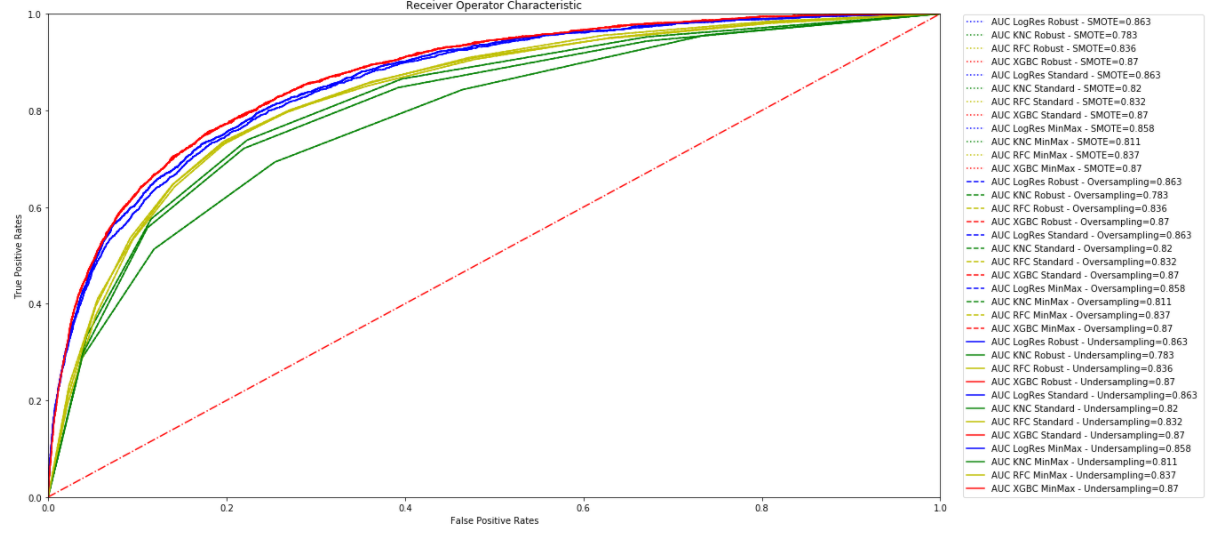 Receiver Operator Characteristic
1.0
0.8
0.6
0.4
0.2
0.0
True Positive Rates
0.0 0.2 0.4 0.6 0.8 1.0
False Positive Rates
AUC LogRes Robust - SMOTE=0.863
AUC KNC Robust - SMOTE=0.783
AUC RFC Robust - SMOTE=0.836
AUC XGBC Robust - SMOTE=0.87
AUC LogRes Standard - SMOTE=0.863
AUC KNC Standard - SMOTE=0.82
AUC RFC Standard - SMOTE=0.832
AUC XGBC Standard - SMOTE=0.87
AUC LogRes MinMax - SMOTE=0.858
AUC KNC MinMax - SMOTE=0.811
AUC RFC MinMax - SMOTE=0.837
AUC XGBC MinMax - SMOTE=0.87
AUC LogRes Robust - Oversampling=0.863
AUC KNC Robust - Oversampling=0.783
AUC RFC Robust - Oversampling=0.836
AUC XGBC Robust - Oversampling=0.87
AUC LogRes Standard - Oversampling=0.863
AUC KNC Standard - Oversampling=0.82
AUC RFC Standard - Oversampling=0.832
AUC XGBC Standard - Oversampling=0.87
AUC LogRes MinMax - Oversampling=0.858
AUC KNC MinMax - Oversampling=0.811
AUC RFC MinMax - Oversampling=0.837
AUC XGBC MinMax - Oversampling=0.87
AUC LogRes Robust - Undersampling=0.863
AUC KNC Robust - Undersampling=0.783
AUC RFC Robust - Undersampling=0.836
AUC XGBC Robust - Undersampling=0.87
AUC LogRes Standard - Undersampling=0.863
AUC KNC Standard - Undersampling=0.82
AUC RFC Standard - Undersampling=0.832
AUC XGBC Standard - Undersampling=0.87
AUC LogRes MinMax - Undersampling=0.858
AUC KNC MinMax - Undersampling=0.811
AUC RFC MinMax - Undersampling=0.837
AUC XGBC MinMax - Undersampling=0.87